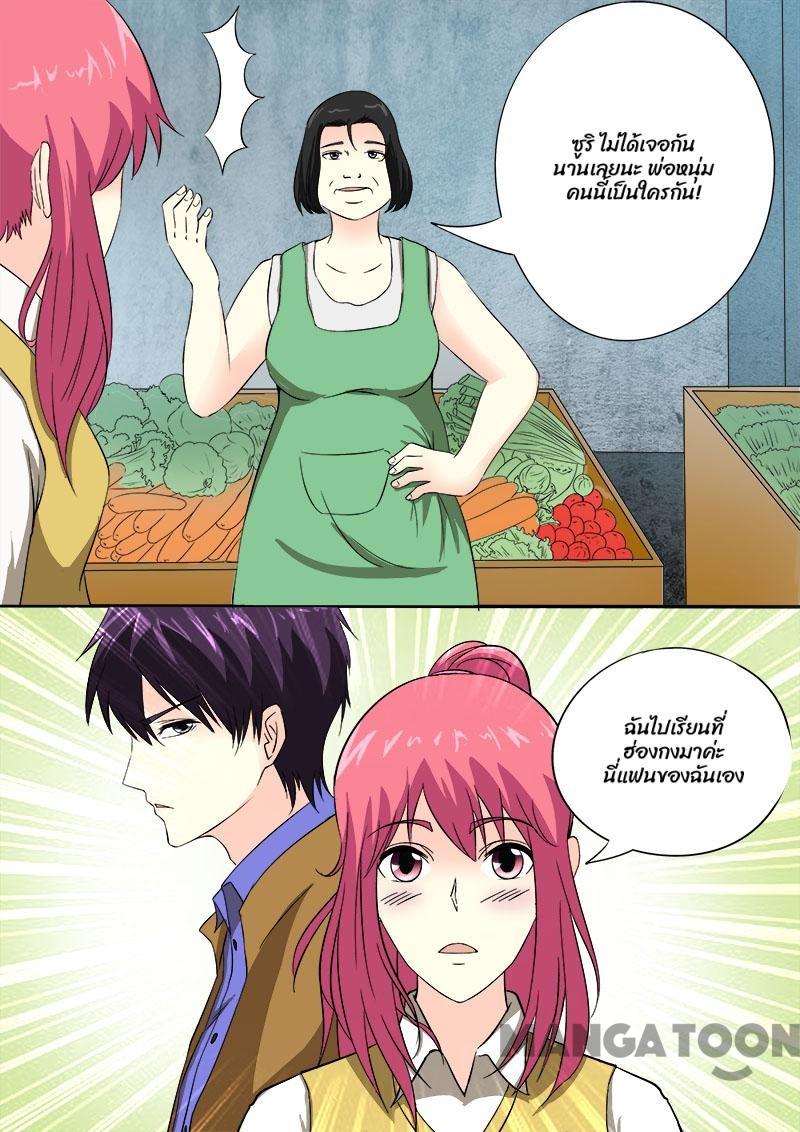 ซูริ ไม่ได้เจอกัน
นานเลยนะ พ่อหนุ่ม
คนนี้เป็นใครกัน!
ฉันไปเรียนที่
ฮ่องกงมาค่ะ
นี่แฟนของฉันเอง
MANGATOON